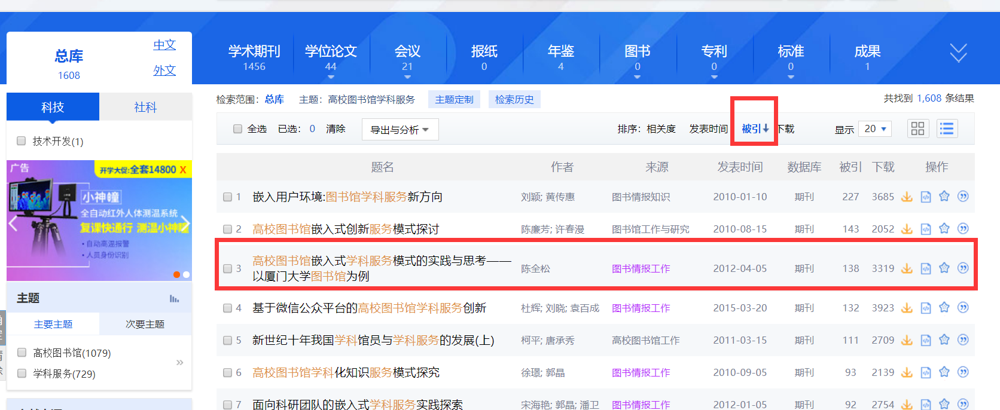 总库
1608
中文
外文
学术期刊
1456
学位论文
44
会议
21
报纸
0
年鉴
4
图书
0
专利
0
标准
0
成果
1
科技
社科
技术开发(1)
广告
开学大促:全套14800 X
小神瞳
全自动红外人体测温系统
复课快通行 测温小神瞳
·自动高温报警
·人员身份识别
主题
主要主题
次要主题
高校图书馆(1079)
学科服务(729)
检索范围：总库 主题：高校图书馆学科服务 主题定制 检索历史 共找到 1,608 条结果
全选 已选：0 清除 导出与分析 排序：相关度 发表时间 被引↓ 下载 显示 20
题名 作者 来源 发表时间 数据库 被引 下载 操作
1 嵌入用户环境:图书馆学科服务新方向 刘颖; 黄传惠 图书情报知识 2010-01-10 期刊 227 3685
2 高校图书馆嵌入式创新服务模式探讨 陈廉芳; 许春漫 图书馆工作与研究 2010-08-15 期刊 143 2052
3 高校图书馆嵌入式学科服务模式的实践与思考——
以厦门大学图书馆为例 陈全松 图书情报工作 2012-04-05 期刊 138 3319
4 基于微信公众平台的高校图书馆学科服务创新 杜辉; 刘晓; 袁百成 图书情报工作 2015-03-20 期刊 132 3923
5 新世纪十年我国学科馆员与学科服务的发展(上) 柯平; 唐承秀 高校图书馆工作 2011-03-15 期刊 111 2709
6 高校图书馆学科化知识服务模式探究 徐璟; 郭晶 图书情报工作 2010-09-05 期刊 93 2139
7 面向科研团队的嵌入式学科服务实践探索 宋海艳; 郭晶; 潘卫 图书情报工作 2012-01-05 期刊 92 2754